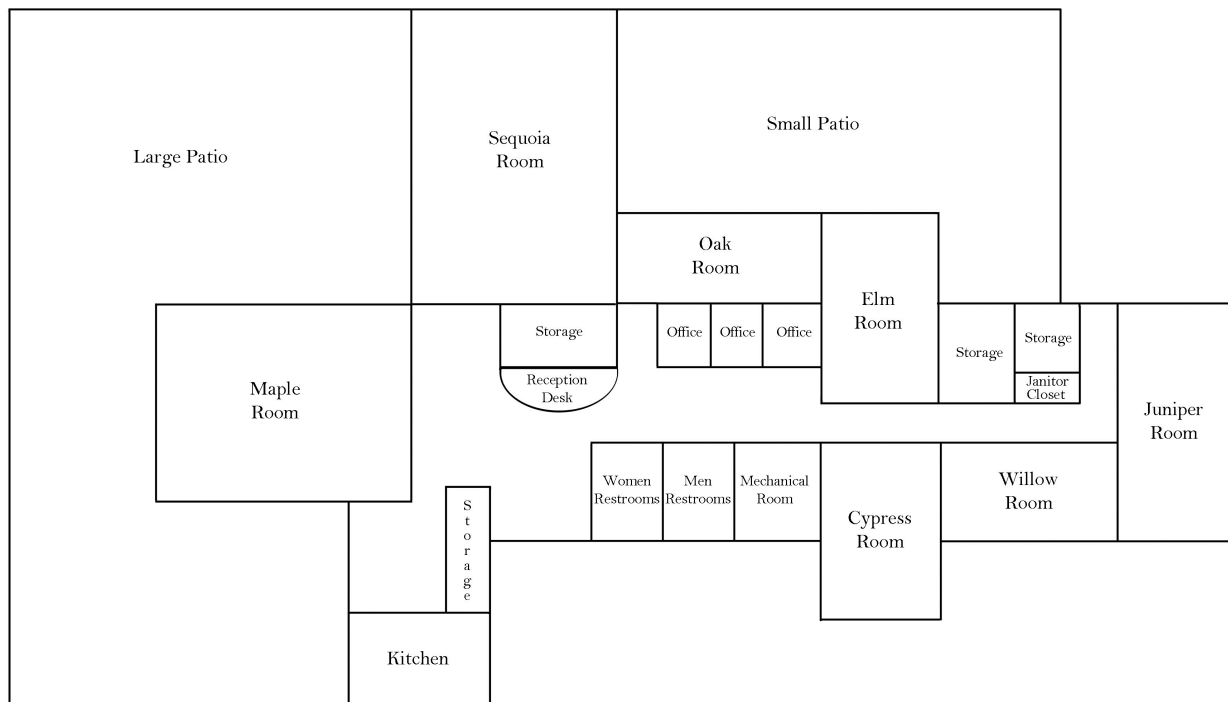 Large Patio
Sequoia
Room
Small Patio
Oak
Room
Elm
Room
Storage
Office
Office
Office
Storage
Storage
Reception
Desk
Janitor
Closet
Maple
Room
Juniper
Room
Women
Restrooms
Men
Restrooms
Mechanical
Room
Cypress
Room
Willow
Room
Storage
Kitchen